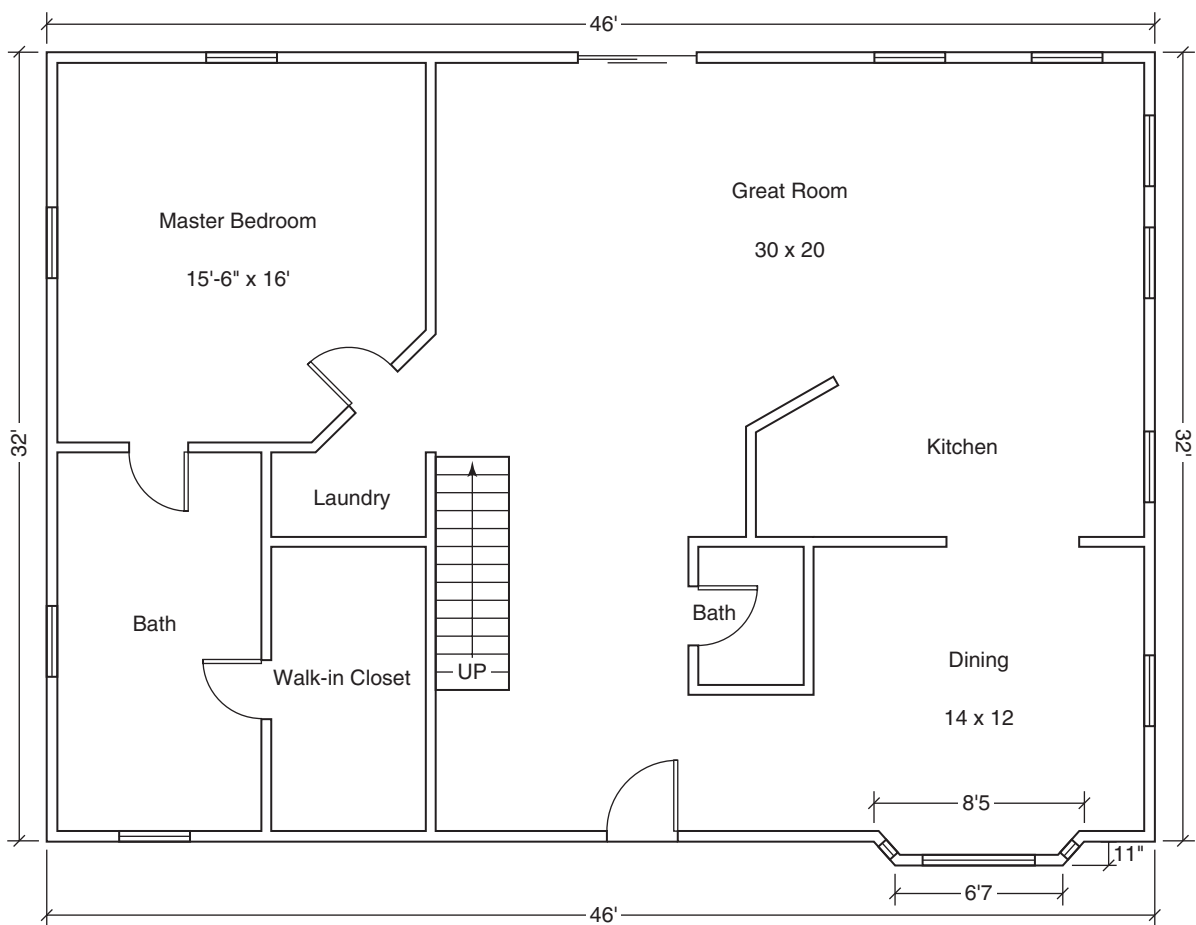 46'
Great Room
Master Bedroom
30 x 20
15'-6" x 16'
32'
32'
Kitchen
Laundry
Bath
Bath
Dining
UP
Walk-in Closet
14 x 12
8'5
11"
6'7
46'